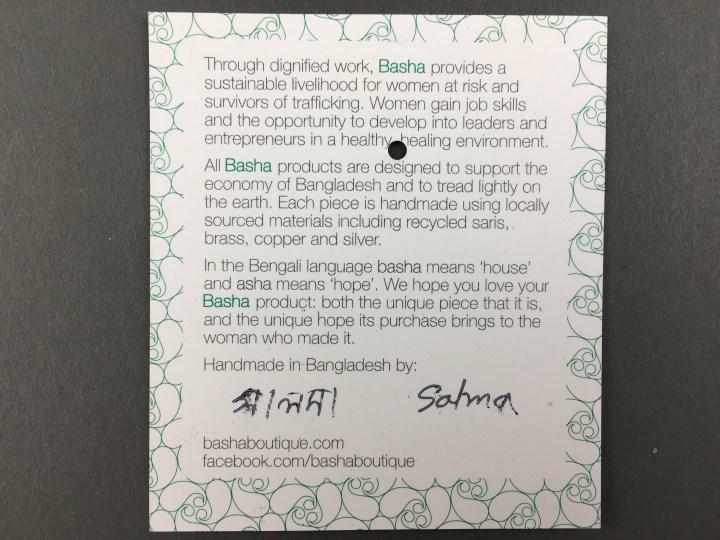 Through dignified work, Basha provides a
sustainable livelihood for women at risk and
survivors of trafficking. Women gain job skills
and the opportunity to develop into leaders and
entrepreneurs in a healthy, healing environment.
All Basha products are designed to support the
economy of Bangladesh and to tread lightly on
the earth. Each piece is handmade using locally
sourced materials including recycled saris,
brass, copper and silver.
In the Bengali language basha means ‘house’
and asha means ‘hope’. We hope you love your
Basha product: both the unique piece that it is,
and the unique hope its purchase brings to the
woman who made it.
Handmade in Bangladesh by:
সালমা Salma
bashaboutique.com
facebook.com/bashaboutique